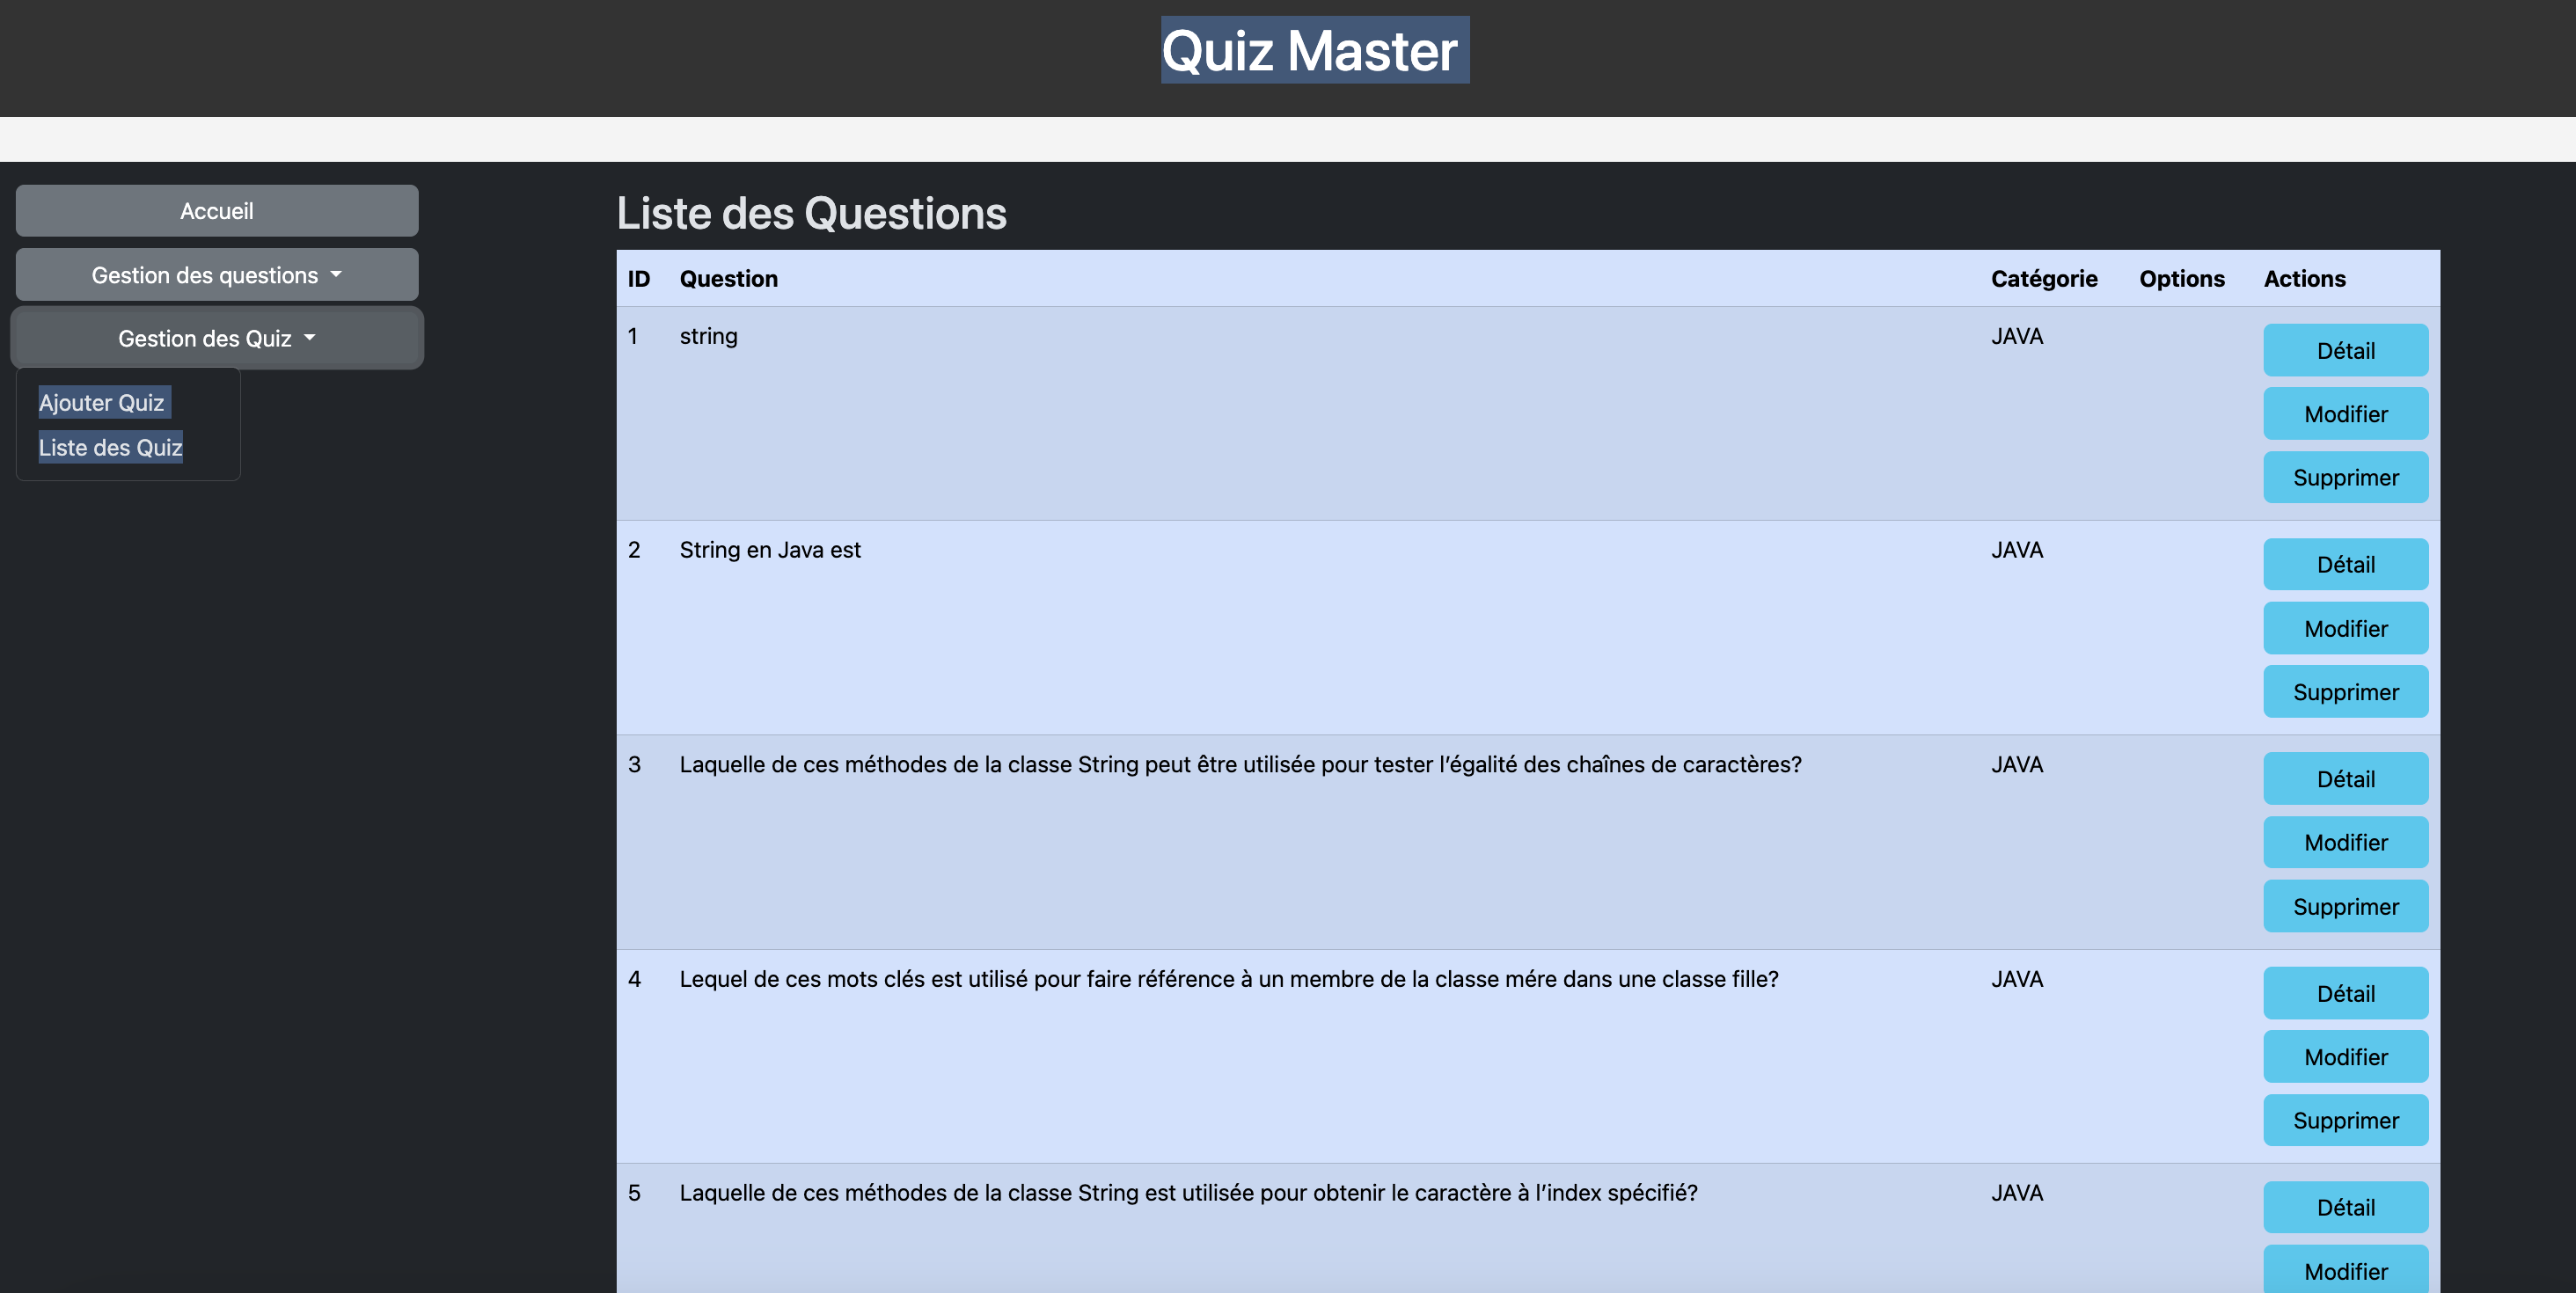 Quiz Master
Accueil
Gestion des questions
Gestion des Quiz
Ajouter Quiz
Liste des Quiz
Liste des Questions
ID Question Catégorie Options Actions
1 string JAVA Détail
Modifier
Supprimer
2 String en Java est JAVA Détail
Modifier
Supprimer
3 Laquelle de ces méthodes de la classe String peut être utilisée pour tester l’égalité des chaînes de caractères? JAVA Détail
Modifier
Supprimer
4 Lequel de ces mots clés est utilisé pour faire référence à un membre de la classe mére dans une classe fille? JAVA Détail
Modifier
Supprimer
5 Laquelle de ces méthodes de la classe String est utilisée pour obtenir le caractère à l’index spécifié? JAVA Détail
Modifier